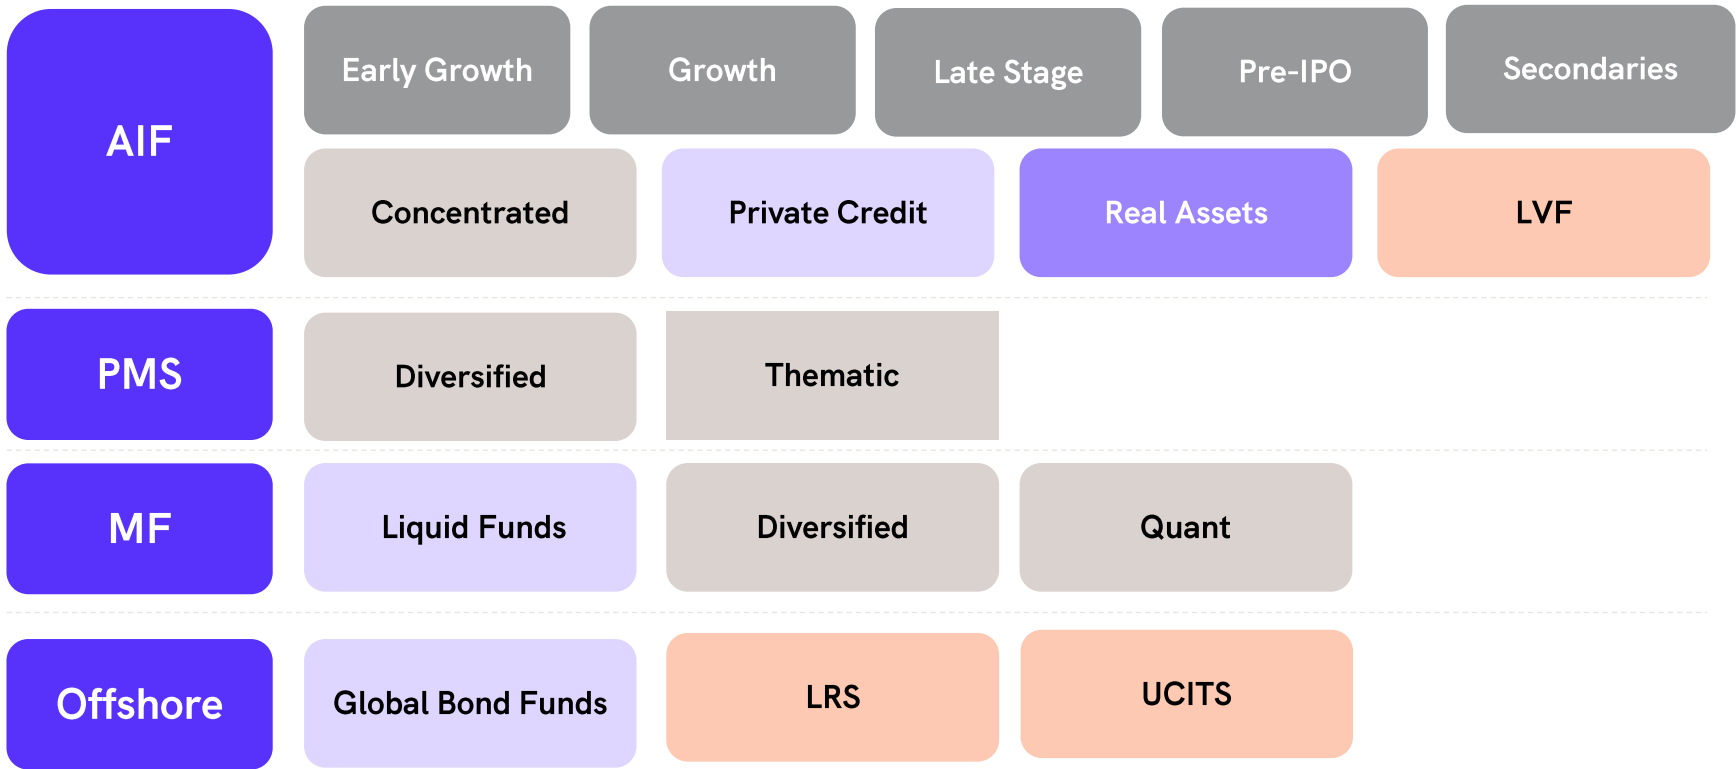 AIF
Early Growth
Growth
Late Stage
Pre-IPO
Secondaries
Concentrated
Private Credit
Real Assets
LVF
PMS
Diversified
Thematic
MF
Liquid Funds
Diversified
Quant
Offshore
Global Bond Funds
LRS
UCITS